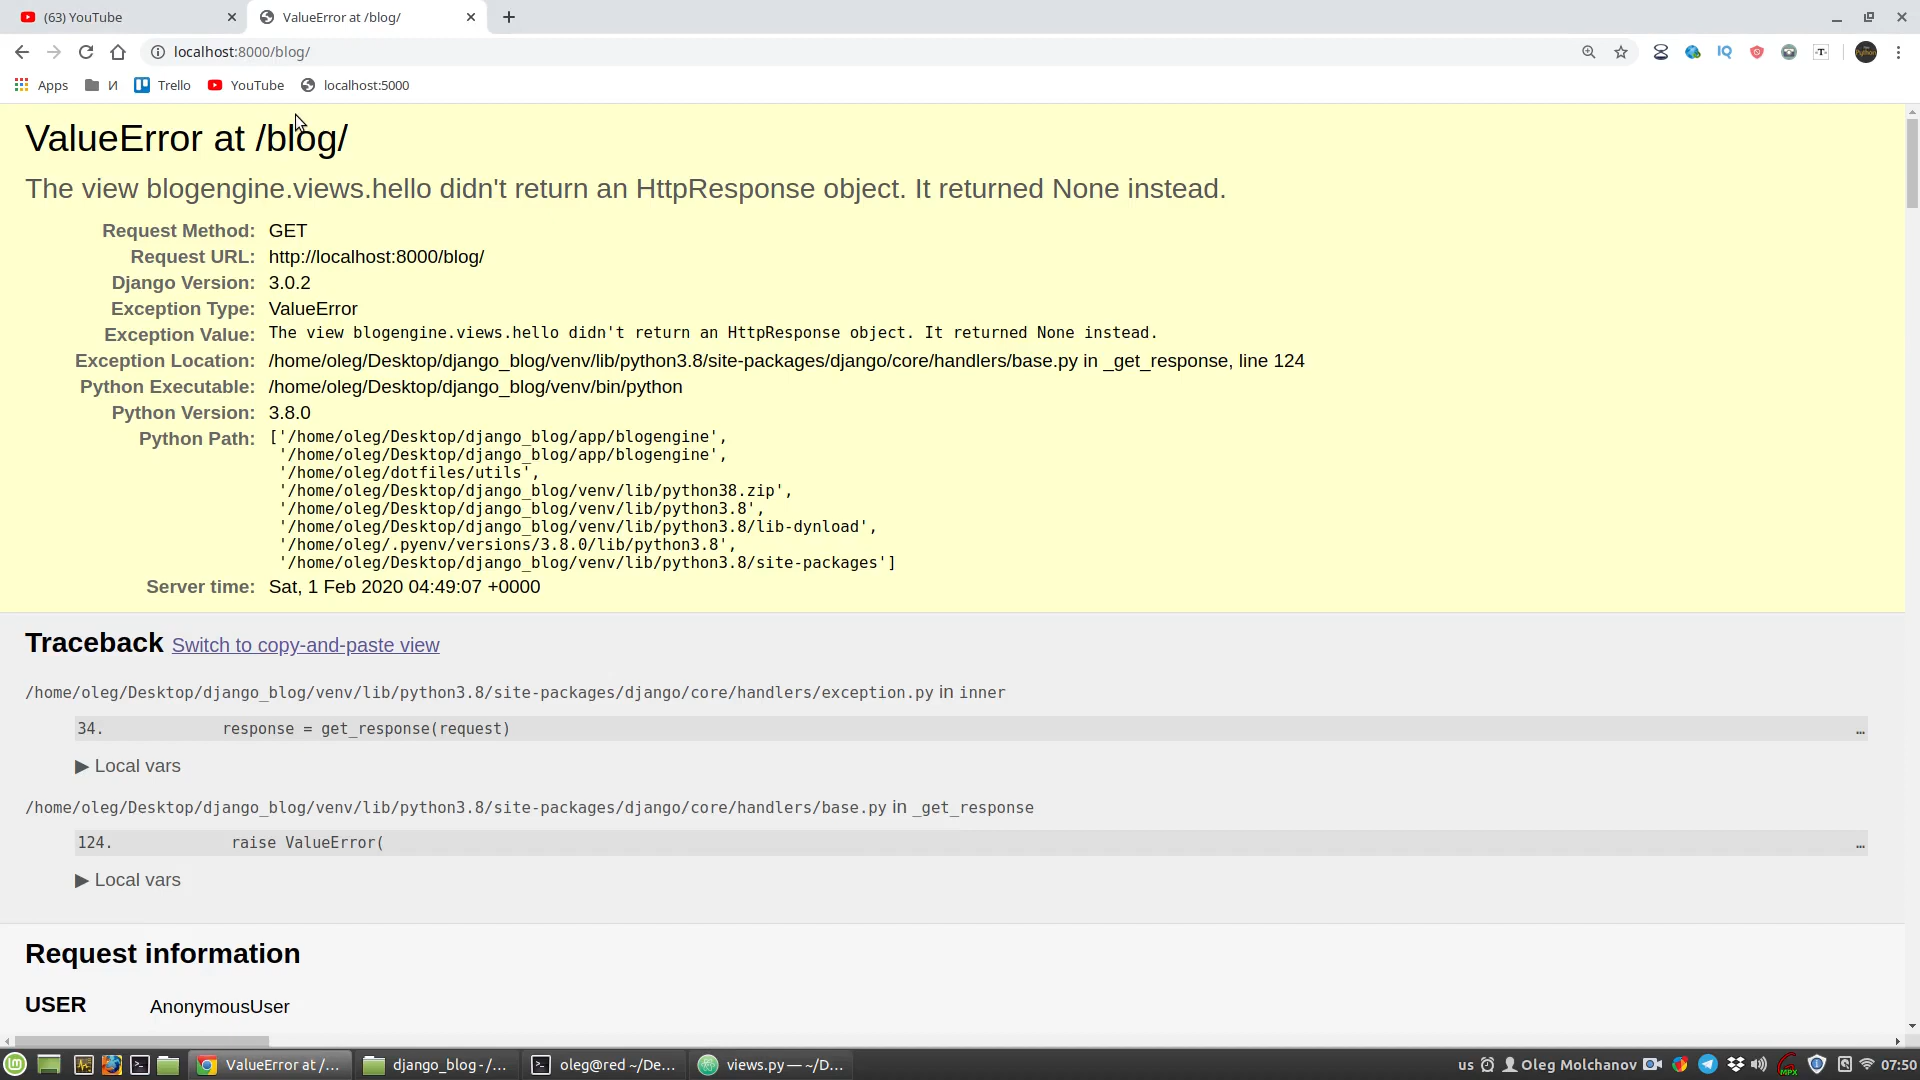 (63) YouTube
ValueError at /blog/
localhost:8000/blog/
Apps
И
Trello
YouTube
localhost:5000
ValueError at /blog/
The view blogengine.views.hello didn't return an HttpResponse object. It returned None instead.
Request Method: GET
Request URL: http://localhost:8000/blog/
Django Version: 3.0.2
Exception Type: ValueError
Exception Value: The view blogengine.views.hello didn't return an HttpResponse object. It returned None instead.
Exception Location: /home/oleg/Desktop/django_blog/venv/lib/python3.8/site-packages/django/core/handlers/base.py in _get_response, line 124
Python Executable: /home/oleg/Desktop/django_blog/venv/bin/python
Python Version: 3.8.0
Python Path: ['/home/oleg/Desktop/django_blog/app/blogengine',
'/home/oleg/Desktop/django_blog/app/blogengine',
'/home/oleg/dotfiles/utils',
'/home/oleg/Desktop/django_blog/venv/lib/python38.zip',
'/home/oleg/Desktop/django_blog/venv/lib/python3.8',
'/home/oleg/Desktop/django_blog/venv/lib/python3.8/lib-dynload',
'/home/oleg/.pyenv/versions/3.8.0/lib/python3.8',
'/home/oleg/Desktop/django_blog/venv/lib/python3.8/site-packages']
Server time: Sat, 1 Feb 2020 04:49:07 +0000
Traceback Switch to copy-and-paste view
/home/oleg/Desktop/django_blog/venv/lib/python3.8/site-packages/django/core/handlers/exception.py in inner
34. response = get_response(request) …
▶ Local vars
/home/oleg/Desktop/django_blog/venv/lib/python3.8/site-packages/django/core/handlers/base.py in _get_response
124. raise ValueError( …
▶ Local vars
Request information
USER AnonymousUser
ValueError at /...
django_blog - /...
oleg@red ~/De...
views.py — ~/D...
us
Oleg Molchanov
07:50